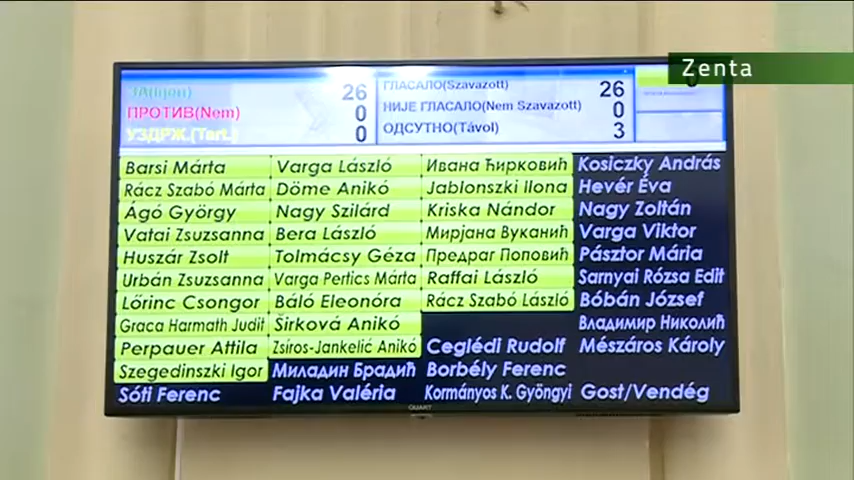 Zenta
ЗА(Igen) 26
ПРОТИВ(Nem) 0
УЗДРЖ.(Tart.) 0
ГЛАСАЛО(Szavazott) 26
НИЈЕ ГЛАСАЛО(Nem Szavazott) 0
ОДСУТНО(Távol) 3
0
Barsi Márta Varga László Ивана Ћирковић Kosiczky András
Rácz Szabó Márta Döme Anikó Jablonszki Ilona Hevér Éva
Ágó György Nagy Szilárd Kriska Nándor Nagy Zoltán
Vatai Zsuzsanna Bera László Мирјана Вуканић Varga Viktor
Huszár Zsolt Tolmácsy Géza Предраг Поповић Pásztor Mária
Urbán Zsuzsanna Varga Pertics Márta Raffai László Sarnyai Rózsa Edit
Lőrinc Csongor Báló Eleonóra Rácz Szabó László Bóbán József
Graca Harmath Judit Širková Anikó Владимир Николић
Perpauer Attila Zsíros-Jankelić Anikó Ceglédi Rudolf Mészáros Károly
Szegedinszki Igor Миладин Брадић Borbély Ferenc
Sóti Ferenc Fajka Valéria Kormányos K. Gyöngyi Gost/Vendég
QUART